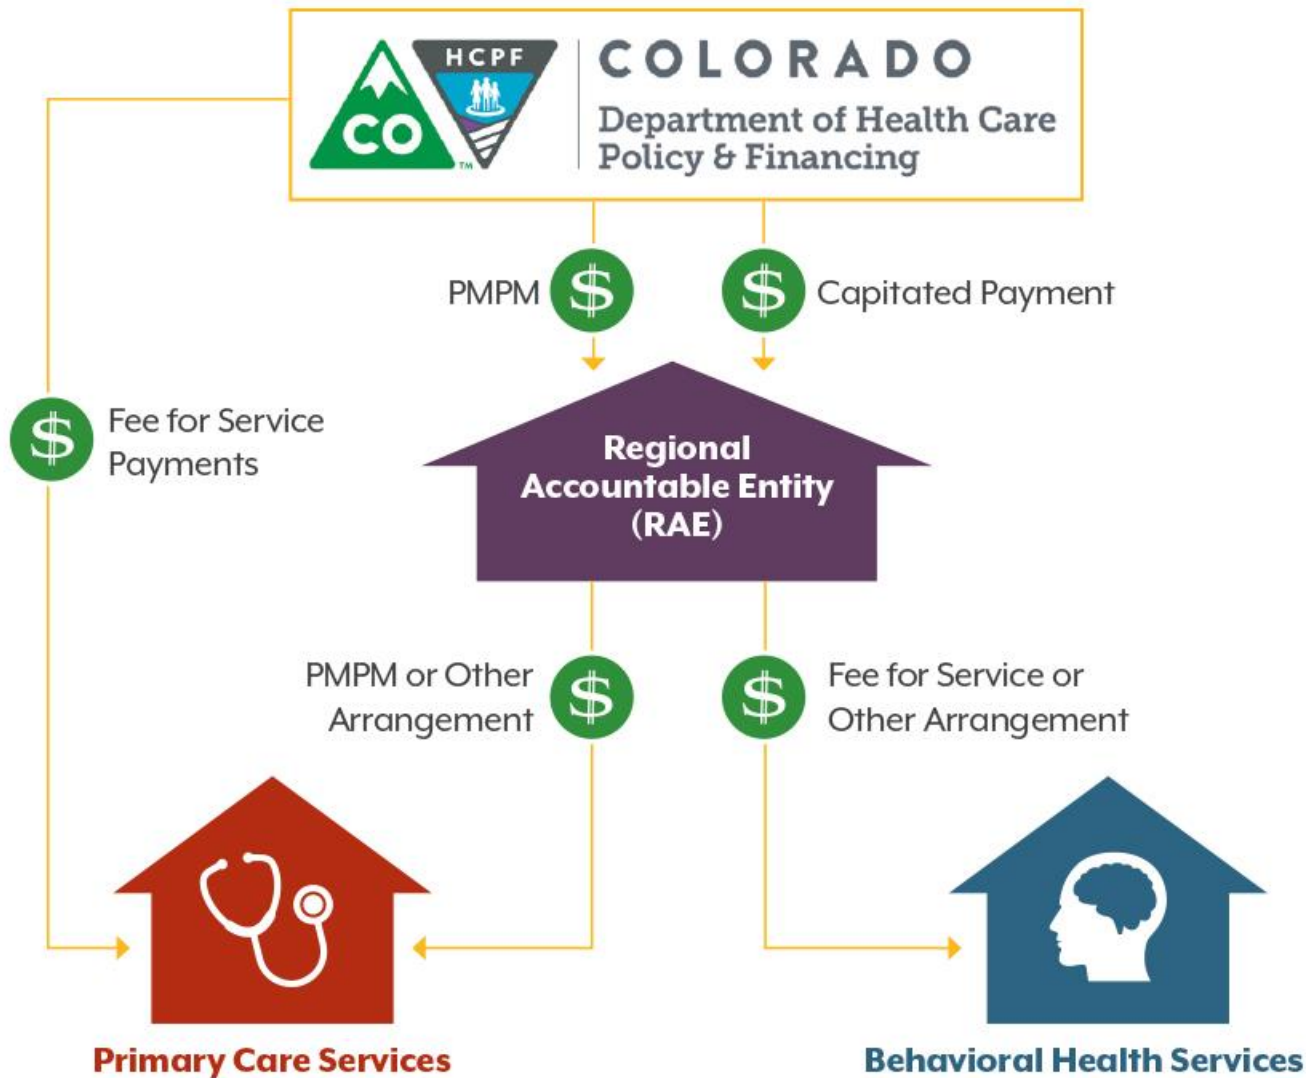 HCPF
CO
TM
COLORADO
Department of Health Care
Policy & Financing
PMPM
$
$
Capitated Payment
$
Fee for Service
Payments
Regional
Accountable Entity
(RAE)
PMPM or Other
Arrangement
$
$
Fee for Service or
Other Arrangement
Primary Care Services
Behavioral Health Services